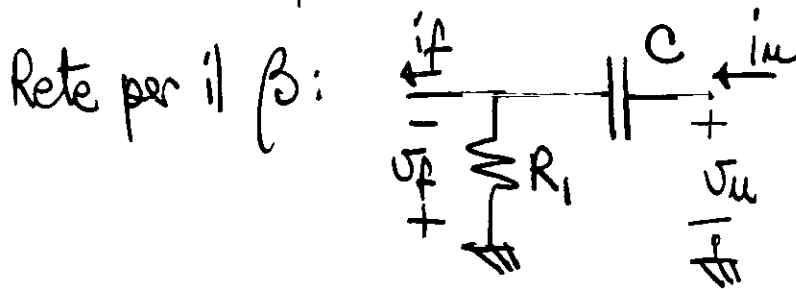 Rete per il β:
if
C
iu
-
+
vf
R1
vu
+
-